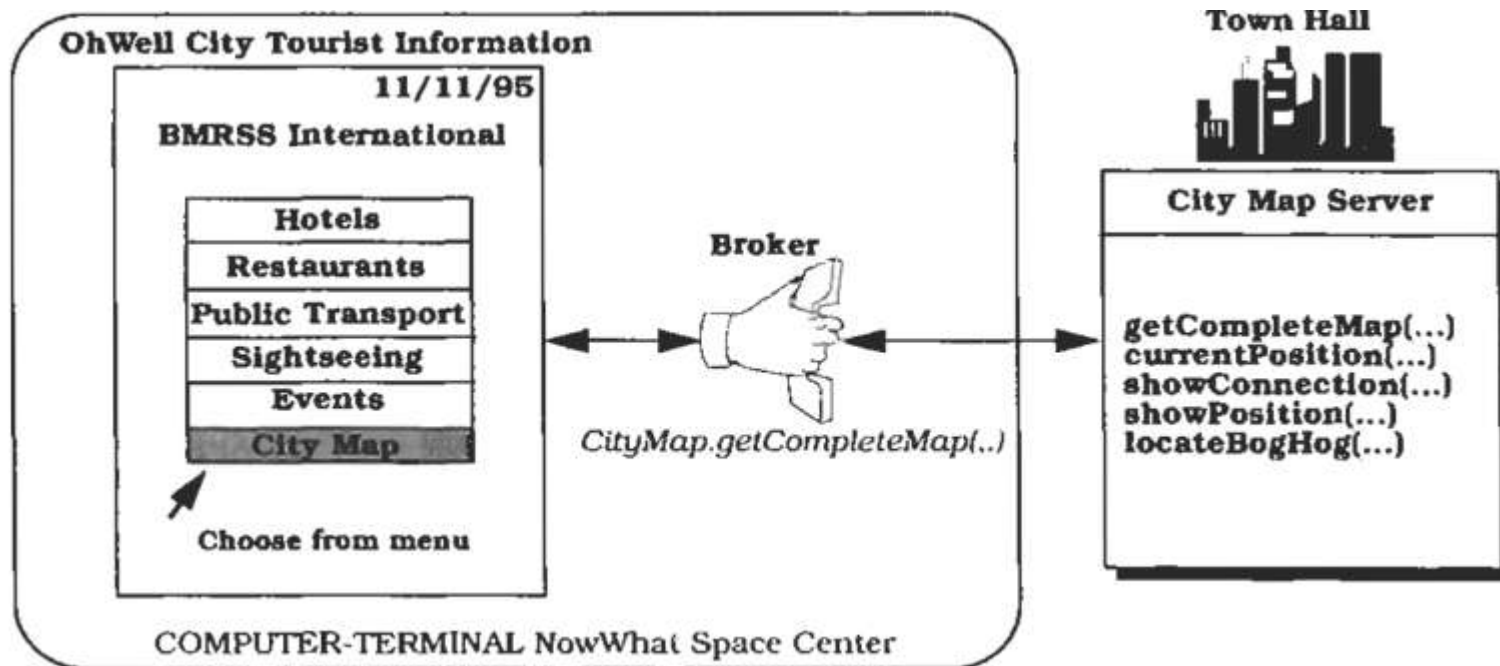 OhWell City Tourist Information
11/11/95
BMRSS International
Hotels
Restaurants
Public Transport
Sightseeing
Events
City Map
Choose from menu
COMPUTER-TERMINAL NowWhat Space Center
Broker
CityMap.getCompleteMap(..)
Town Hall
City Map Server
getCompleteMap(...)
currentPosition(...)
showConnection(...)
showPosition(...)
locateBogHog(...)